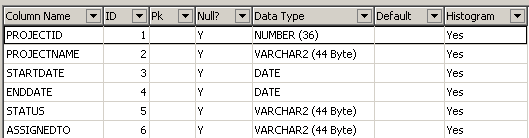 Column Name ID Pk Null? Data Type Default Histogram
PROJECTID 1 Y NUMBER (36) Yes
PROJECTNAME 2 Y VARCHAR2 (44 Byte) Yes
STARTDATE 3 Y DATE Yes
ENDDATE 4 Y DATE Yes
STATUS 5 Y VARCHAR2 (44 Byte) Yes
ASSIGNEDTO 6 Y VARCHAR2 (44 Byte) Yes